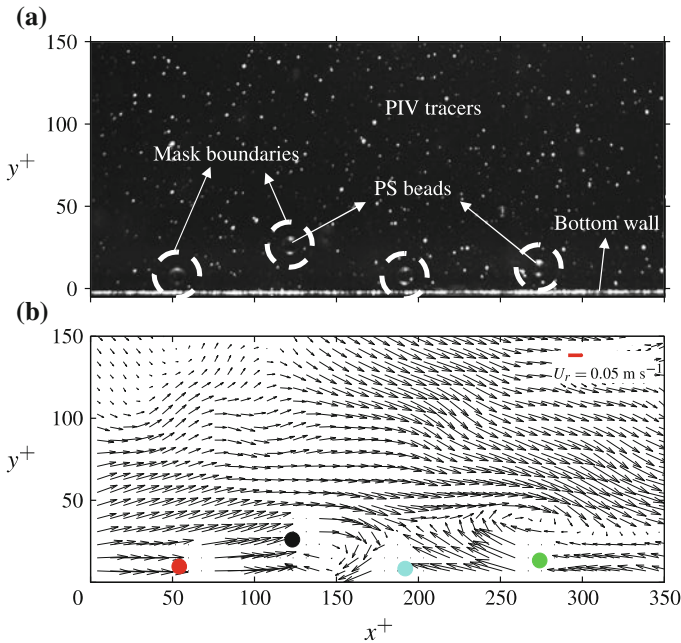 (a)
150
100
50
0
y+
PIV tracers
Mask boundaries
PS beads
Bottom wall
(b)
150
100
50
0
y+
U_r = 0.05 m s⁻¹
50 100 150 200 250 300 350
x+